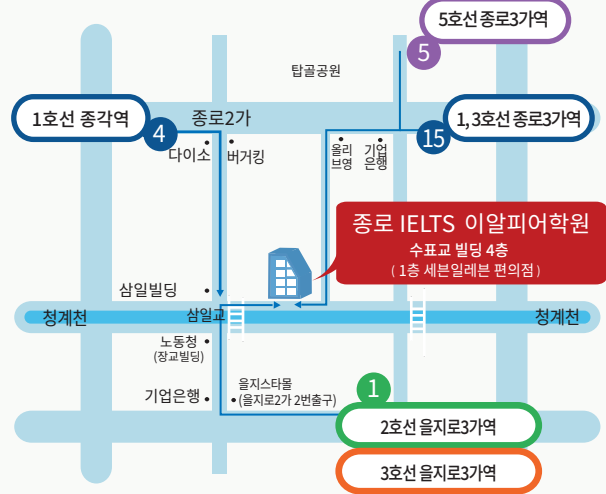 5호선 종로3가역
5
탑골공원
1호선 종각역
4
종로2가
15
1, 3호선 종로3가역
다이소
버거킹
올리
브영
기업
은행
종로 IELTS 이알피어학원
수표교 빌딩 4층
( 1층 세븐일레븐 편의점 )
삼일빌딩
청계천
삼일교
청계천
노동청
(장교빌딩)
기업은행
을지스타몰
(을지로2가 2번출구)
1
2호선 을지로3가역
3호선 을지로3가역